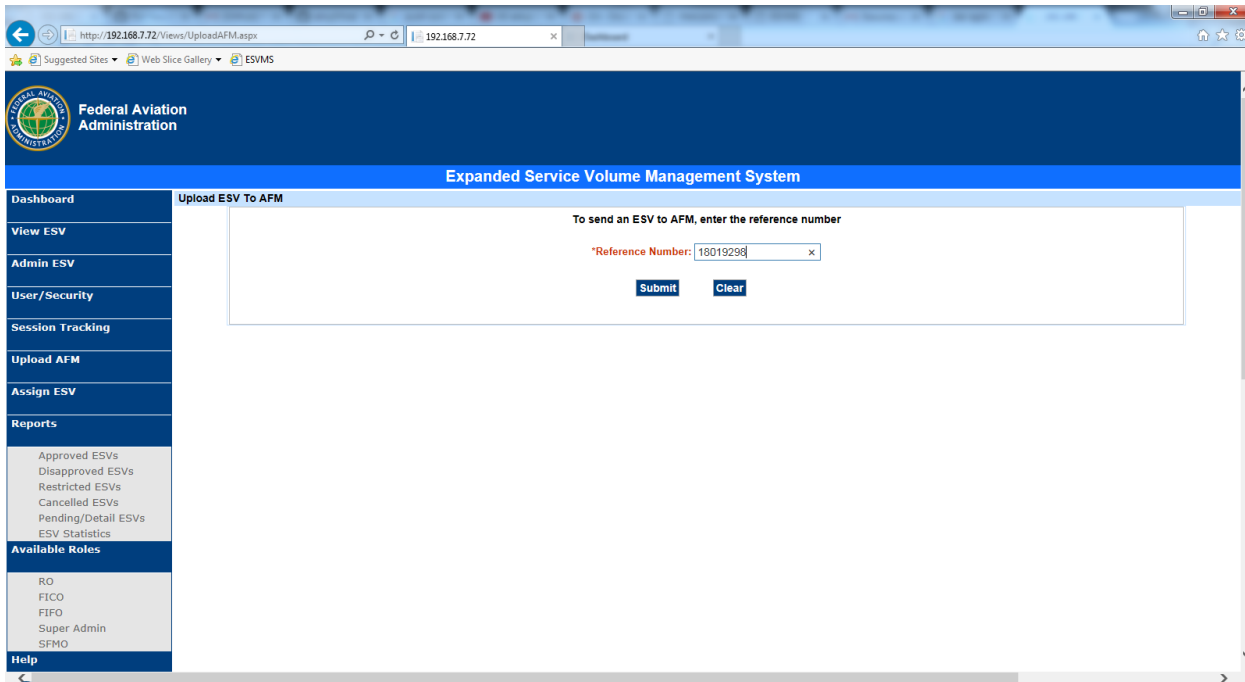 http://192.168.7.72/Views/UploadAFM.aspx
192.168.7.72
Suggested Sites
Web Slice Gallery
ESVMS
FEDERAL AVIATION ADMINISTRATION
Federal Aviation
Administration
Expanded Service Volume Management System
Dashboard
View ESV
Admin ESV
User/Security
Session Tracking
Upload AFM
Assign ESV
Reports
Approved ESVs
Disapproved ESVs
Restricted ESVs
Cancelled ESVs
Pending/Detail ESVs
ESV Statistics
Available Roles
RO
FICO
FIFO
Super Admin
SFMO
Help
Upload ESV To AFM
To send an ESV to AFM, enter the reference number
*Reference Number: 18019298
Submit Clear